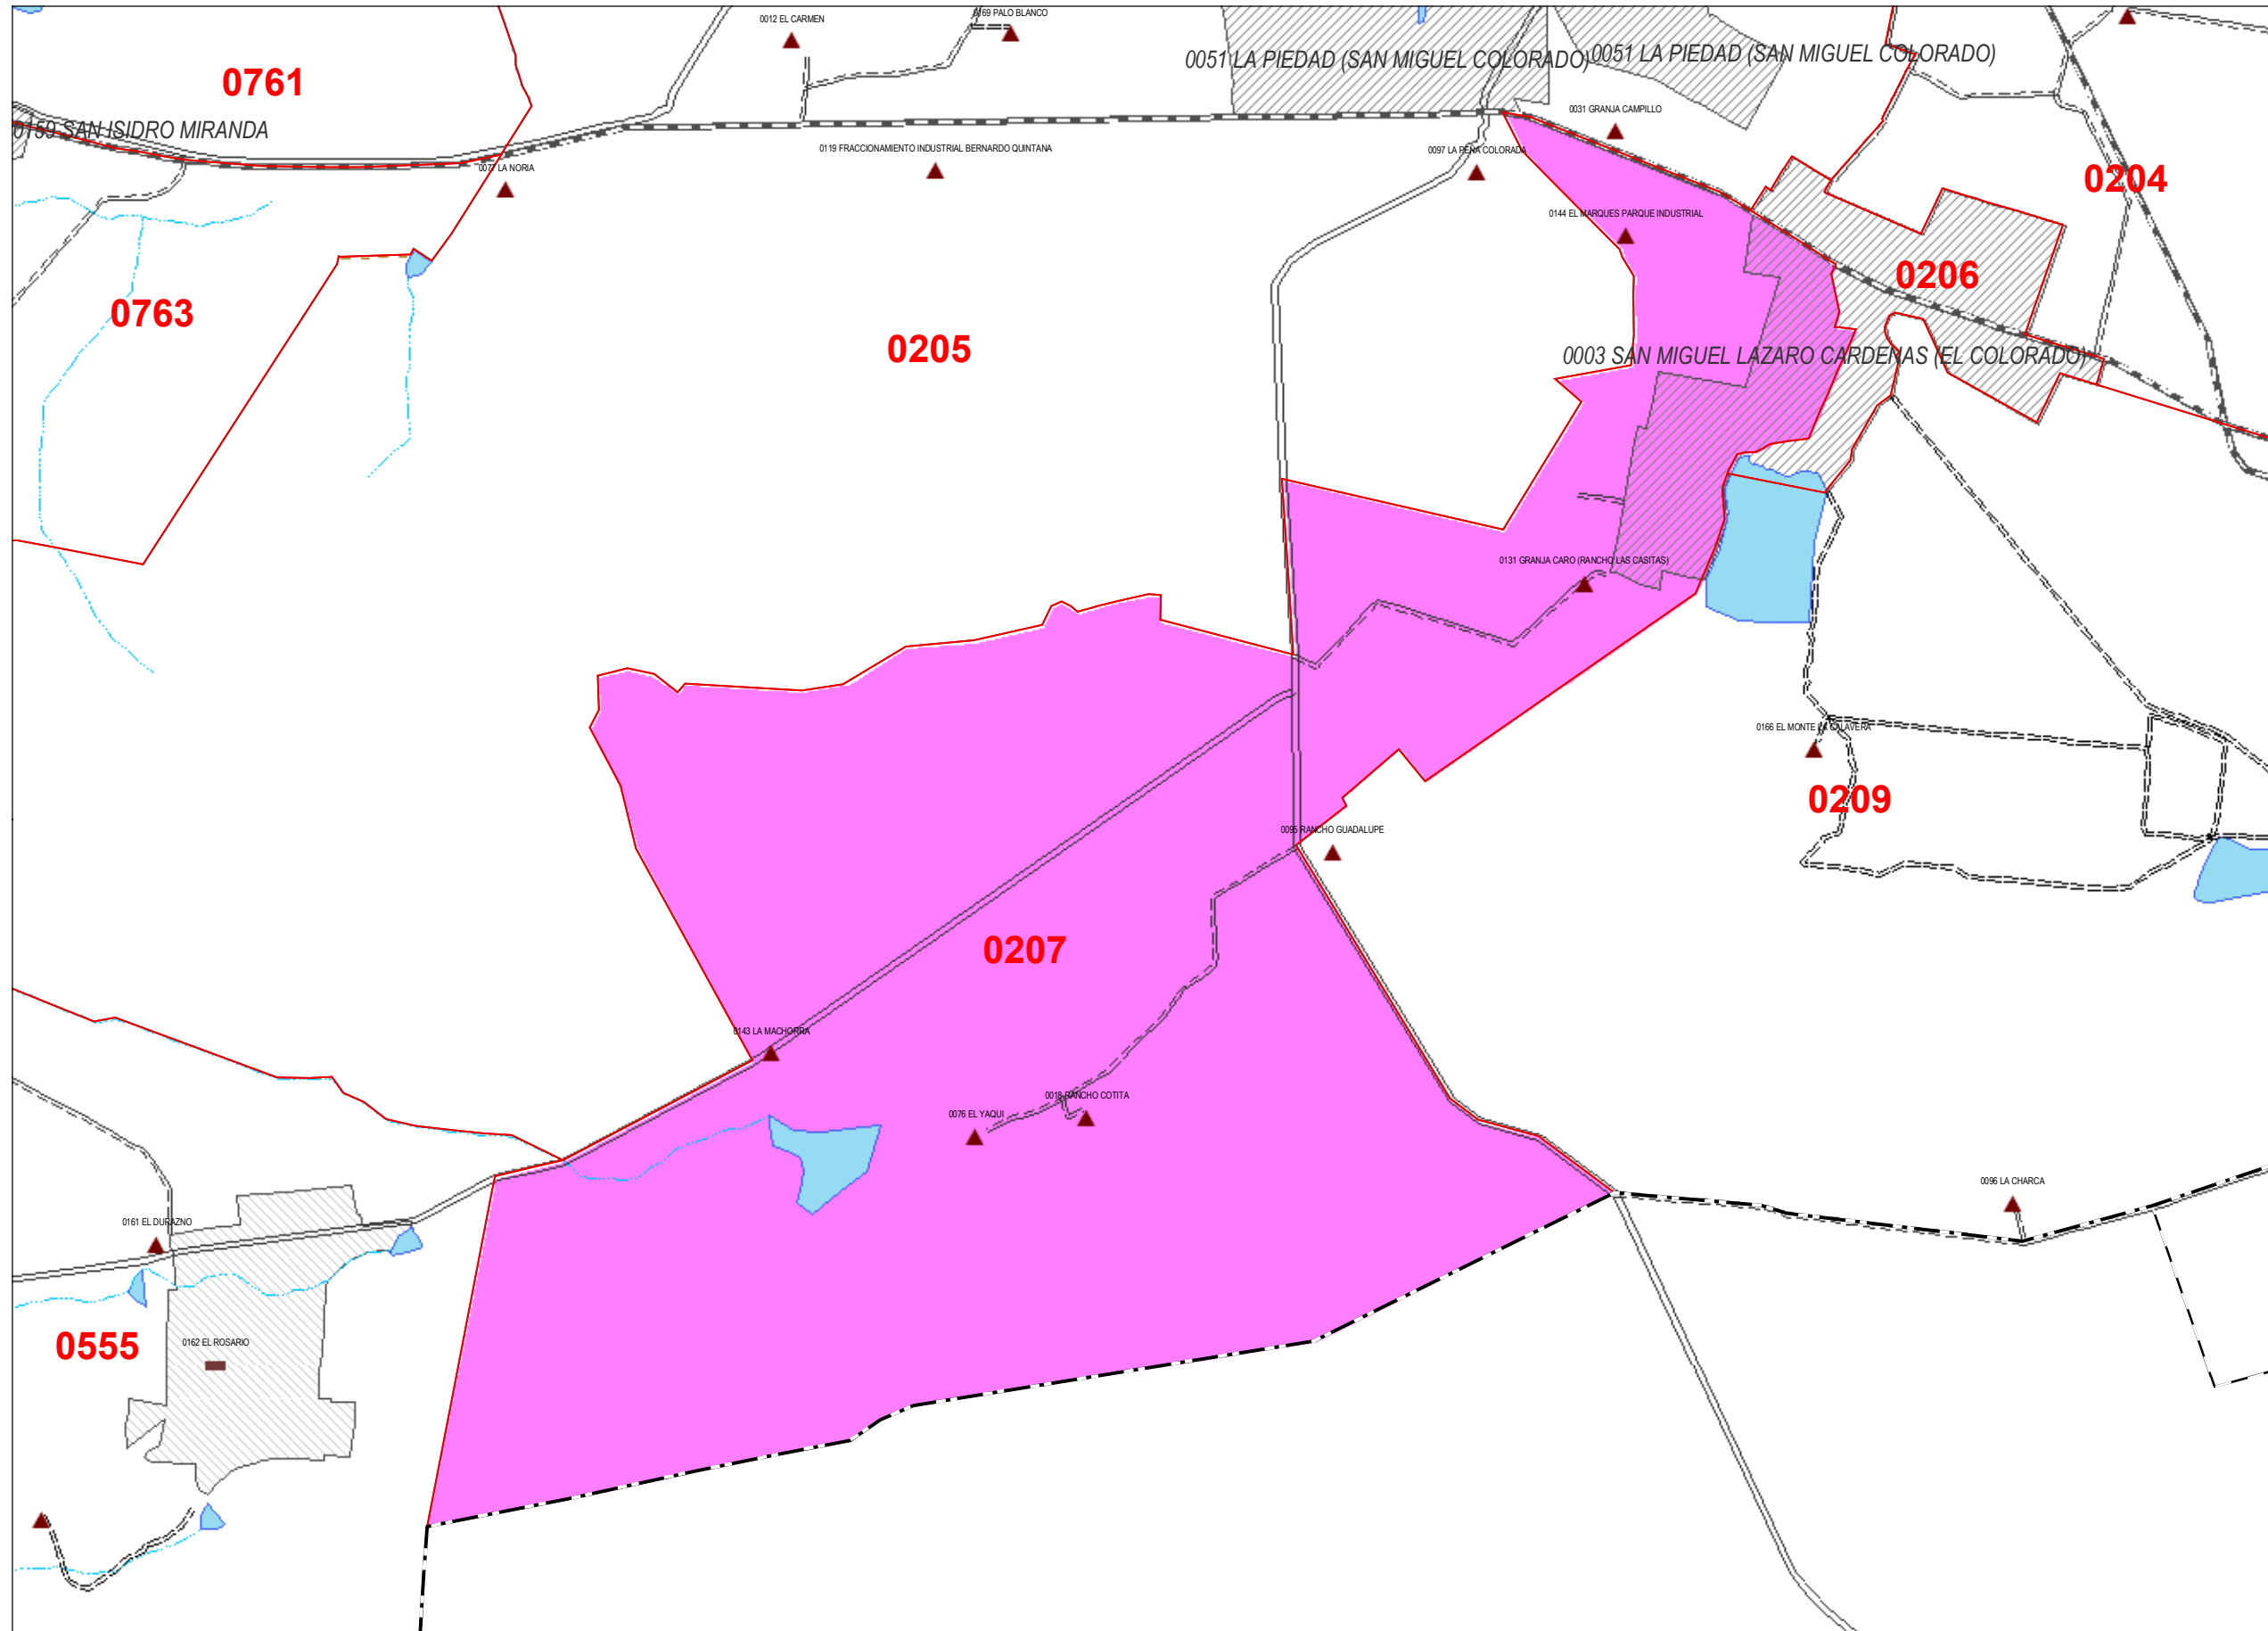 0012 EL CARMEN
0169 PALO BLANCO
0051 LA PIEDAD (SAN MIGUEL COLORADO)
0051 LA PIEDAD (SAN MIGUEL COLORADO)
0761
0159 SAN ISIDRO MIRANDA
0031 GRANJA CAMPILLO
0119 FRACCIONAMIENTO INDUSTRIAL BERNARDO QUINTANA
0097 LA PEÑA COLORADA
0077 LA NORIA
0204
0144 EL MARQUES PARQUE INDUSTRIAL
0206
0763
0205
0003 SAN MIGUEL LAZARO CARDENAS (EL COLORADO)
0131 GRANJA CARO (RANCHO LAS CASITAS)
0166 EL MONTE LA CALAVERA
0209
0095 RANCHO GUADALUPE
0207
0143 LA MACHORRA
0018 RANCHO COTITA
0076 EL YAQUI
0096 LA CHARCA
0161 EL DURAZNO
0555
0162 EL ROSARIO